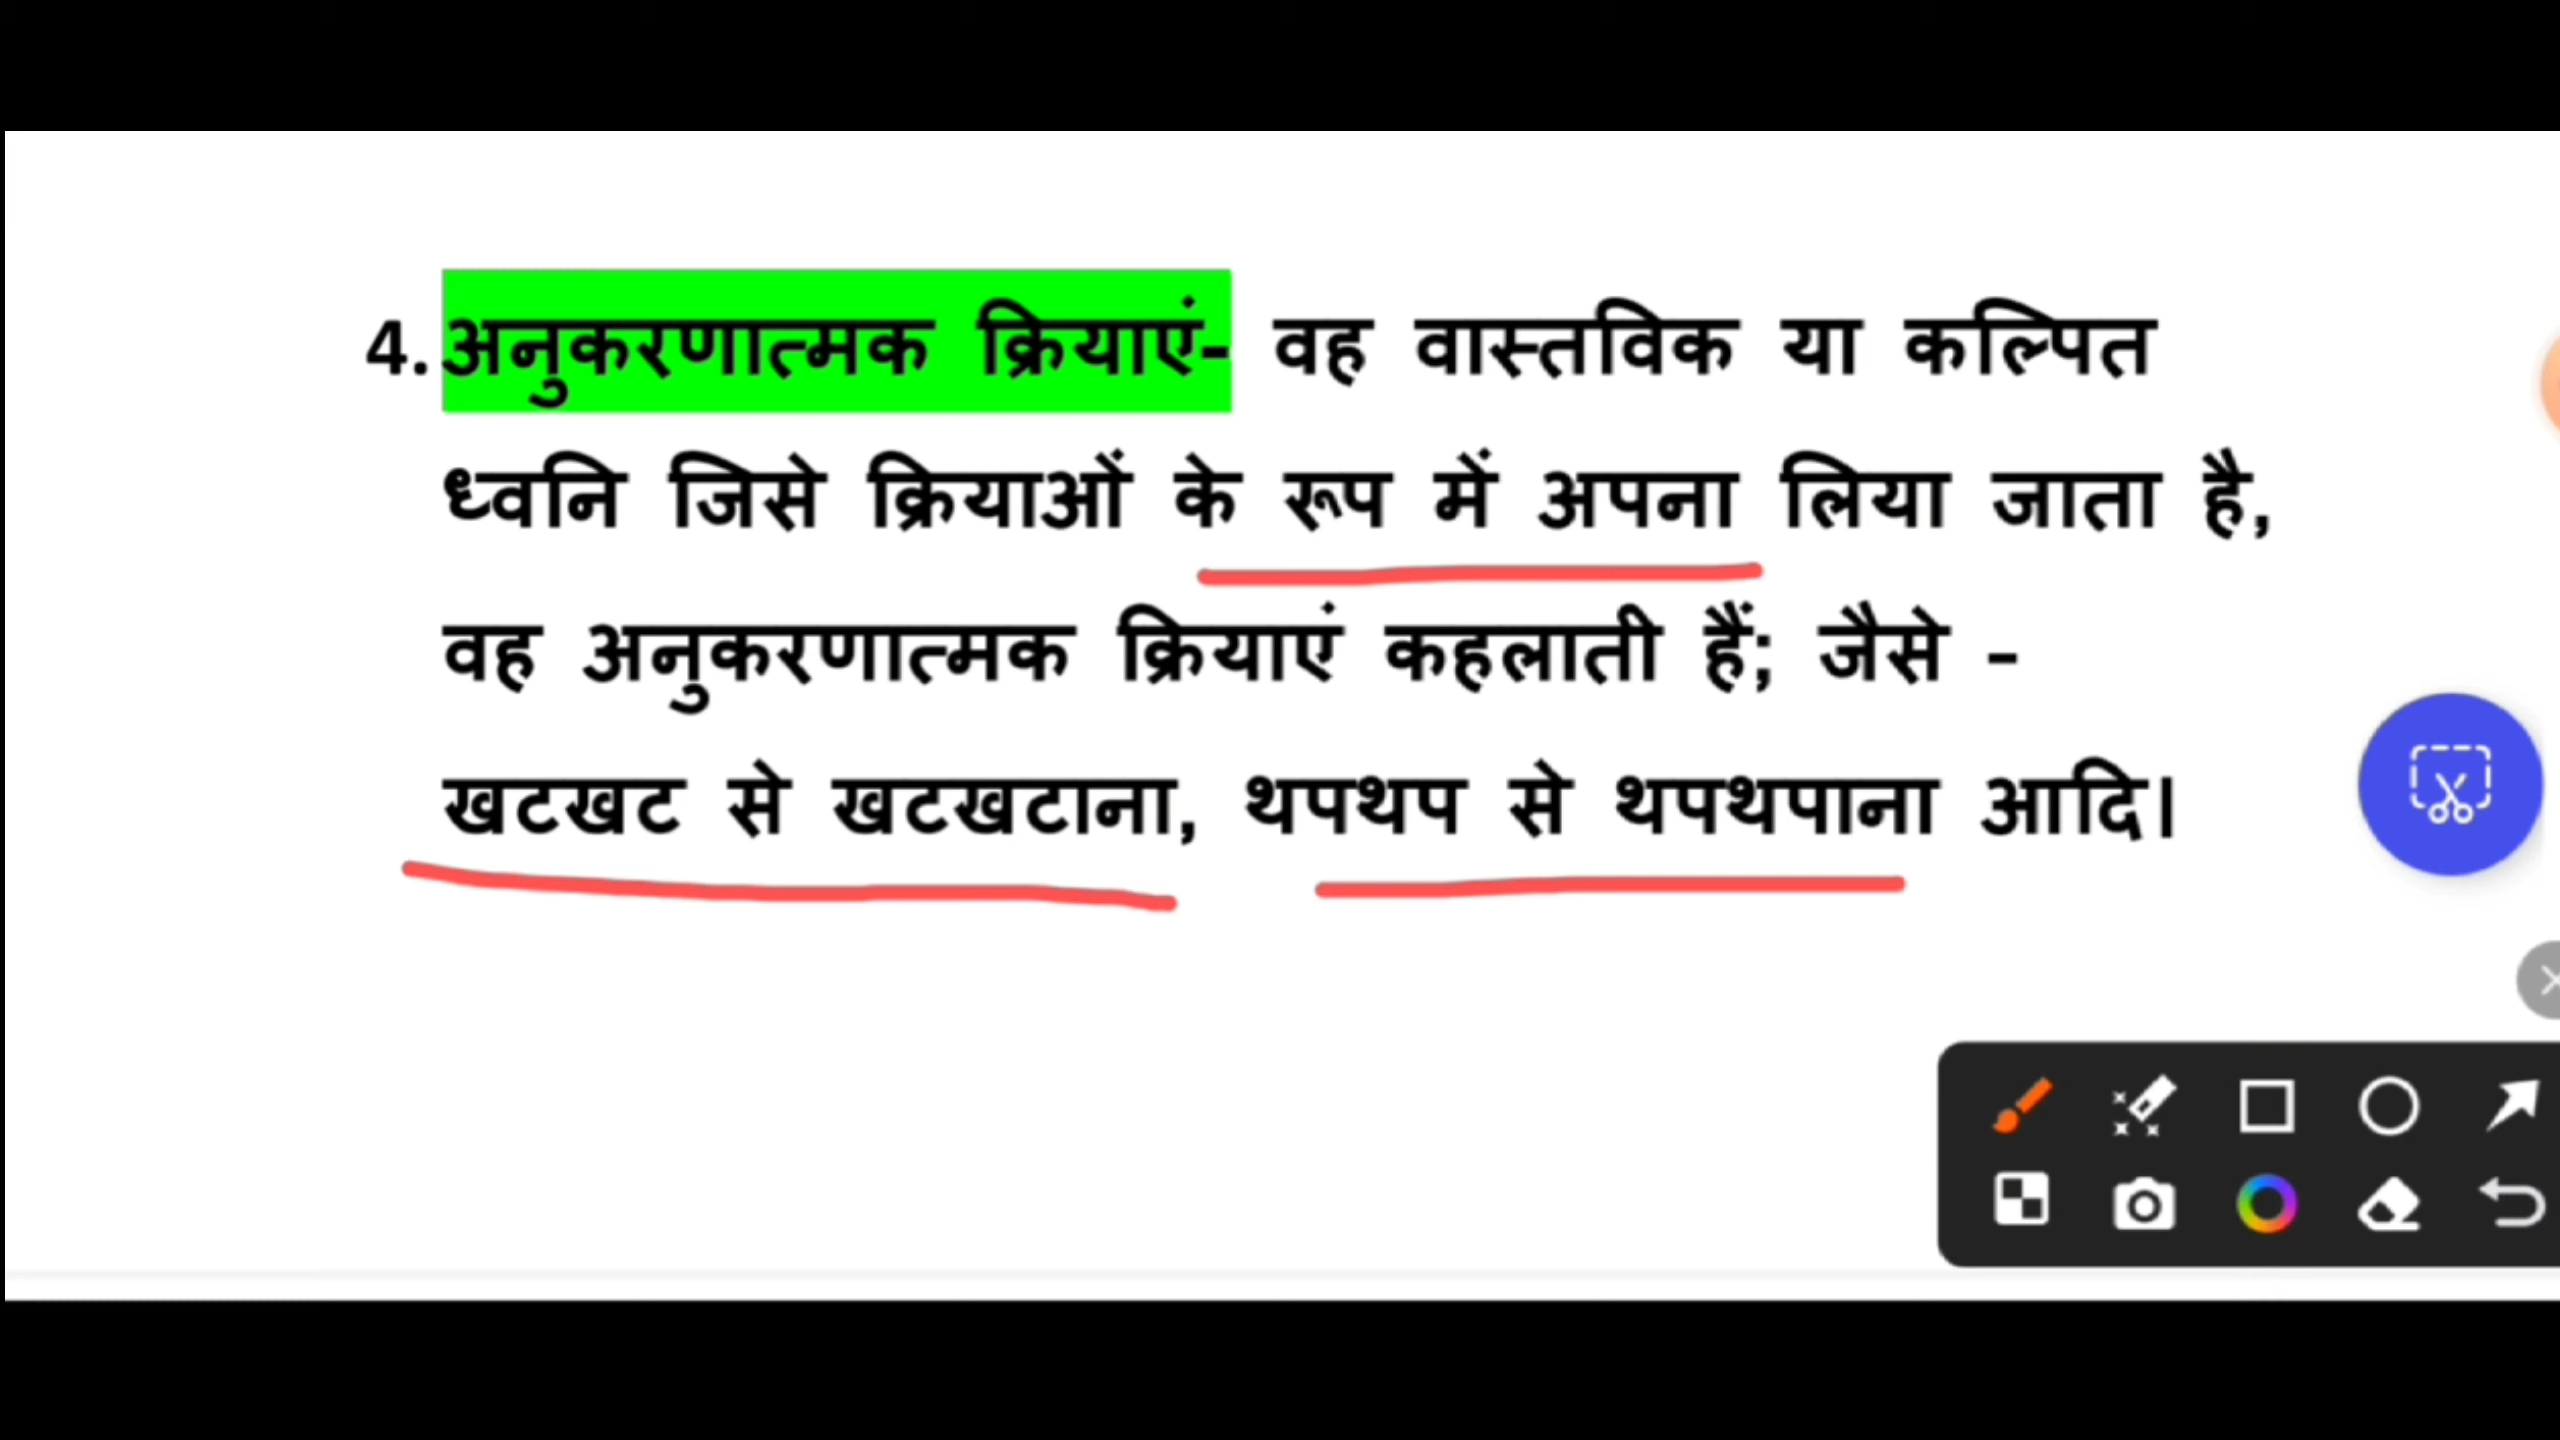 4. अनुकरणात्मक क्रियाएं- वह वास्तविक या कल्पित
ध्वनि जिसे क्रियाओं के रूप में अपना लिया जाता है,
वह अनुकरणात्मक क्रियाएं कहलाती हैं; जैसे -
खटखट से खटखटाना, थपथप से थपथपाना आदि।